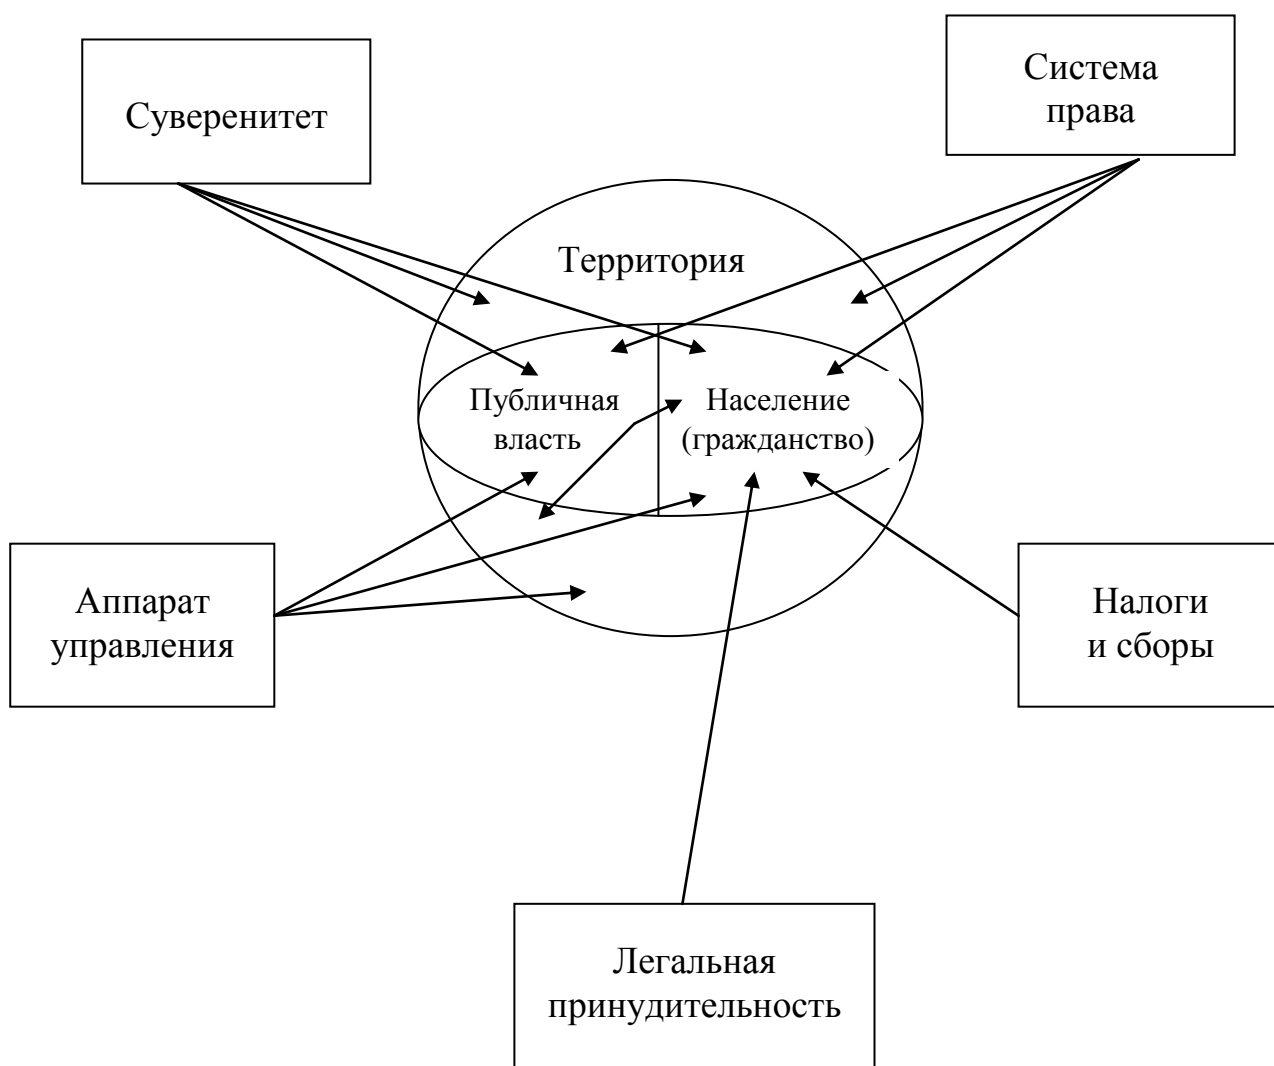 Суверенитет
Система
права
Территория
Публичная
власть
Население
(гражданство)
Аппарат
управления
Налоги
и сборы
Легальная
принудительность